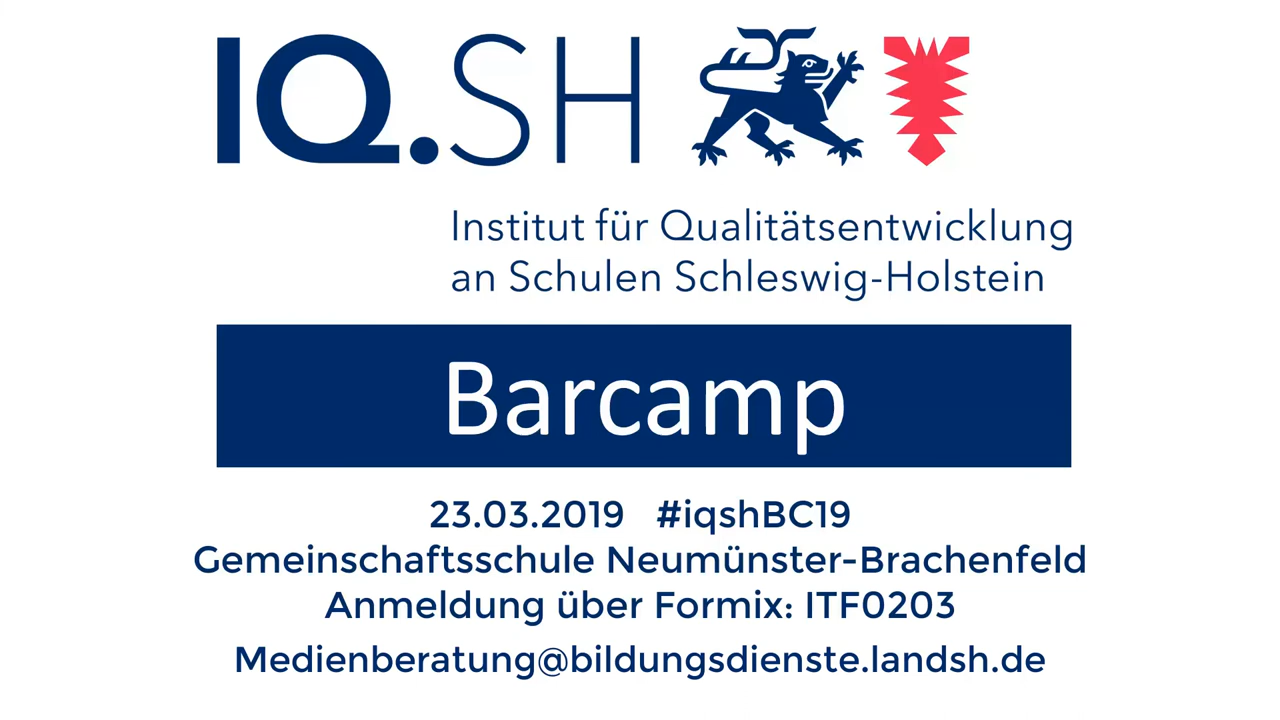 IQ.SH
Institut für Qualitätsentwicklung
an Schulen Schleswig-Holstein
Barcamp
23.03.2019 #iqshBC19
Gemeinschaftsschule Neumünster-Brachenfeld
Anmeldung über Formix: ITF0203
Medienberatung@bildungsdienste.landsh.de